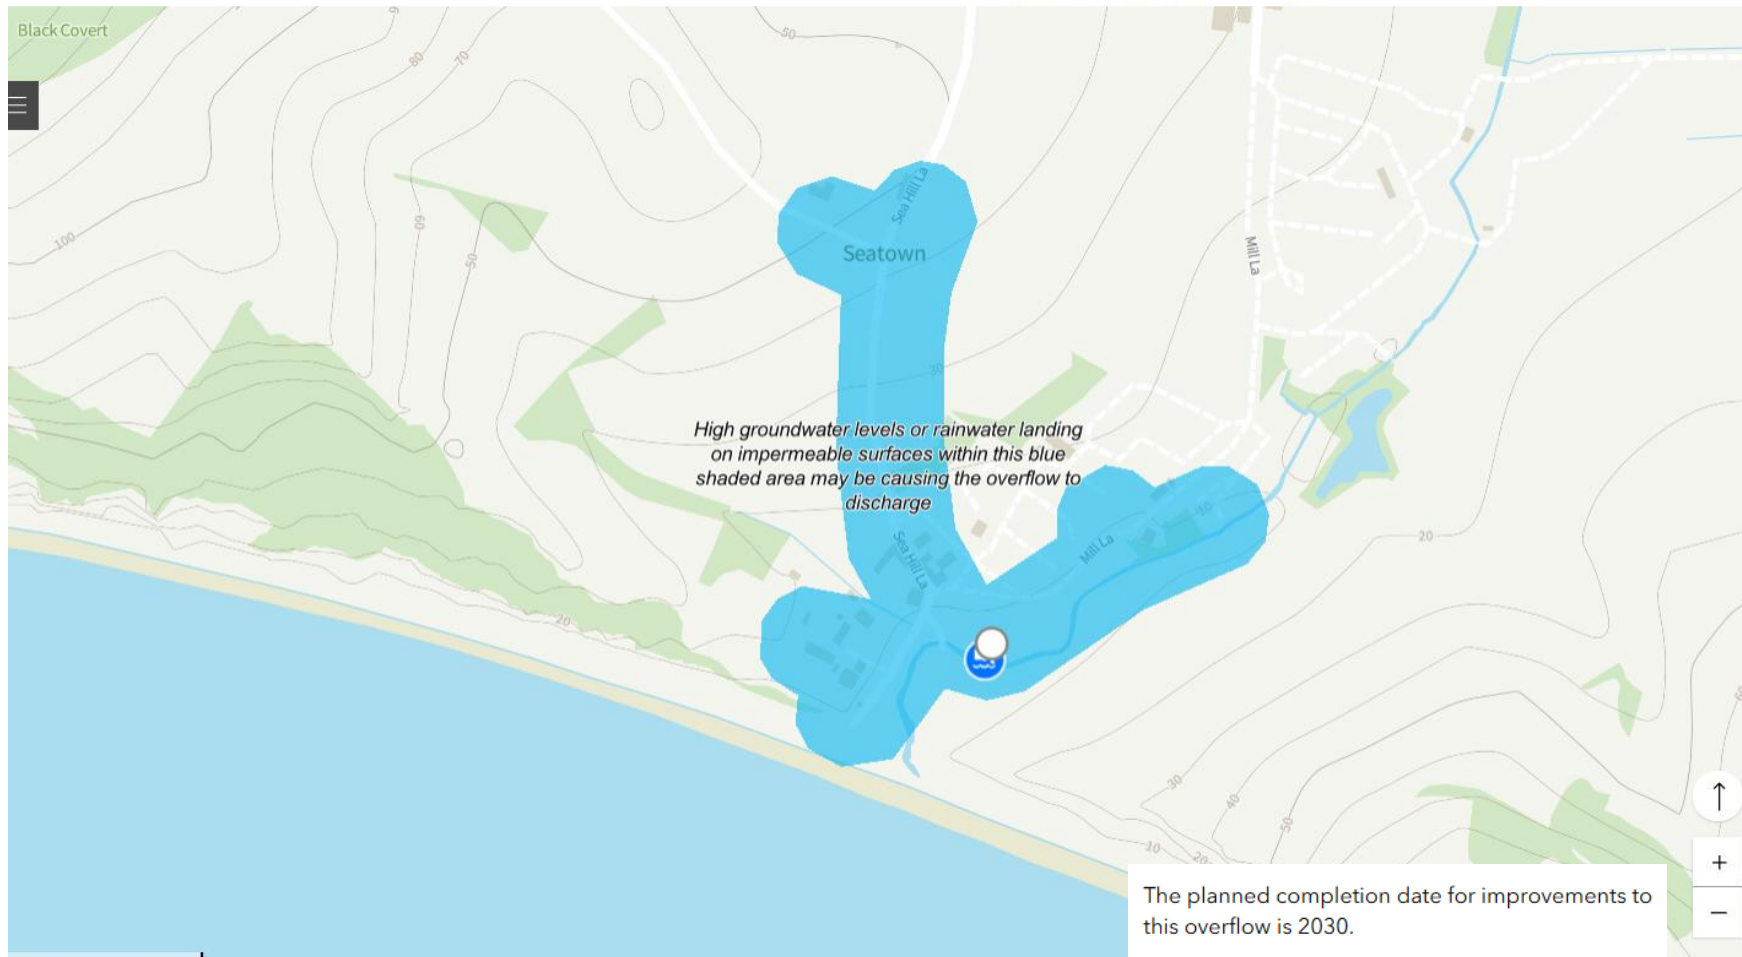 Black Covert
50
80
70
6
Sea Hill La
60
100
50
Seatown
Mill La
30
High groundwater levels or rainwater landing
on impermeable surfaces within this blue
shaded area may be causing the overflow to
discharge
10
20
Mill La
Sea Hill La
20
30
40
50
10
20
+
−
The planned completion date for improvements to
this overflow is 2030.